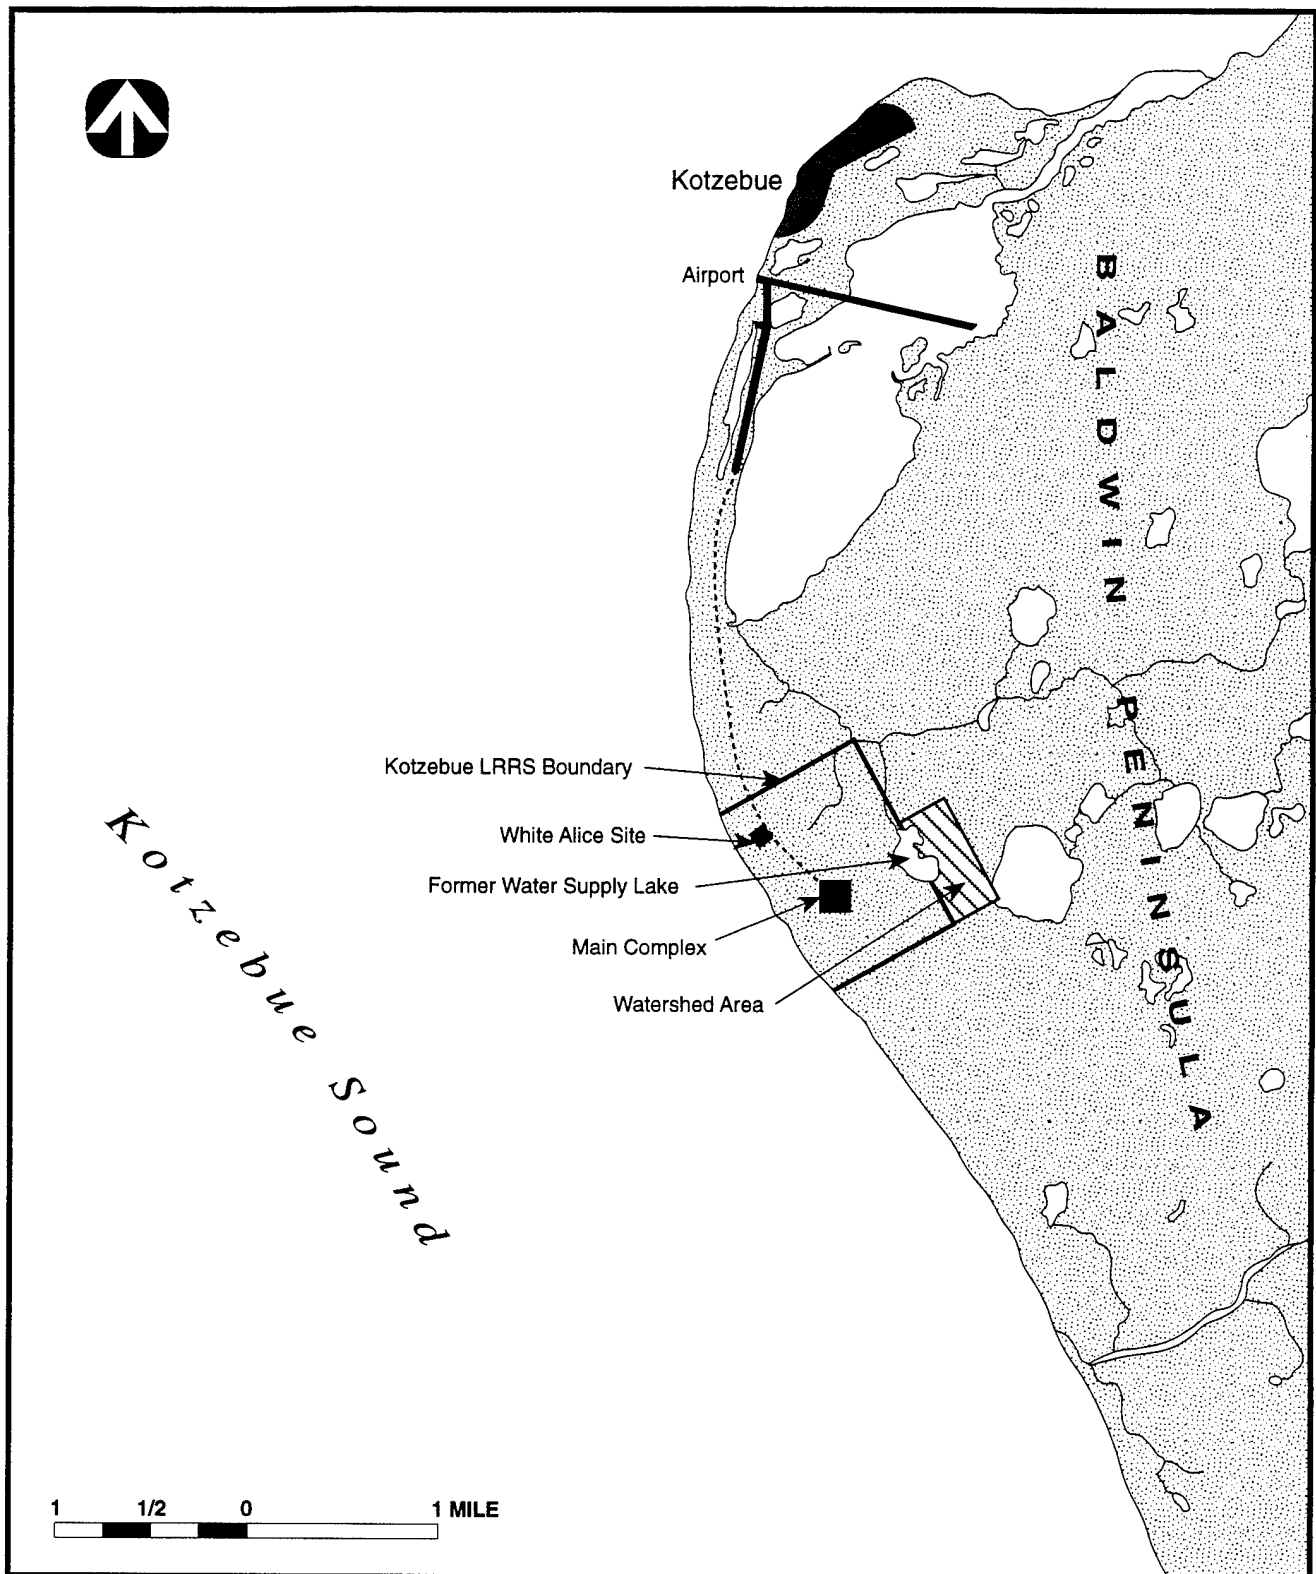 Kotzebue
Airport
BALDWIN
PENINSULA
Kotzebue LRRS Boundary
White Alice Site
Former Water Supply Lake
Main Complex
Watershed Area
Kotzebue Sound
1 1/2 0 1 MILE